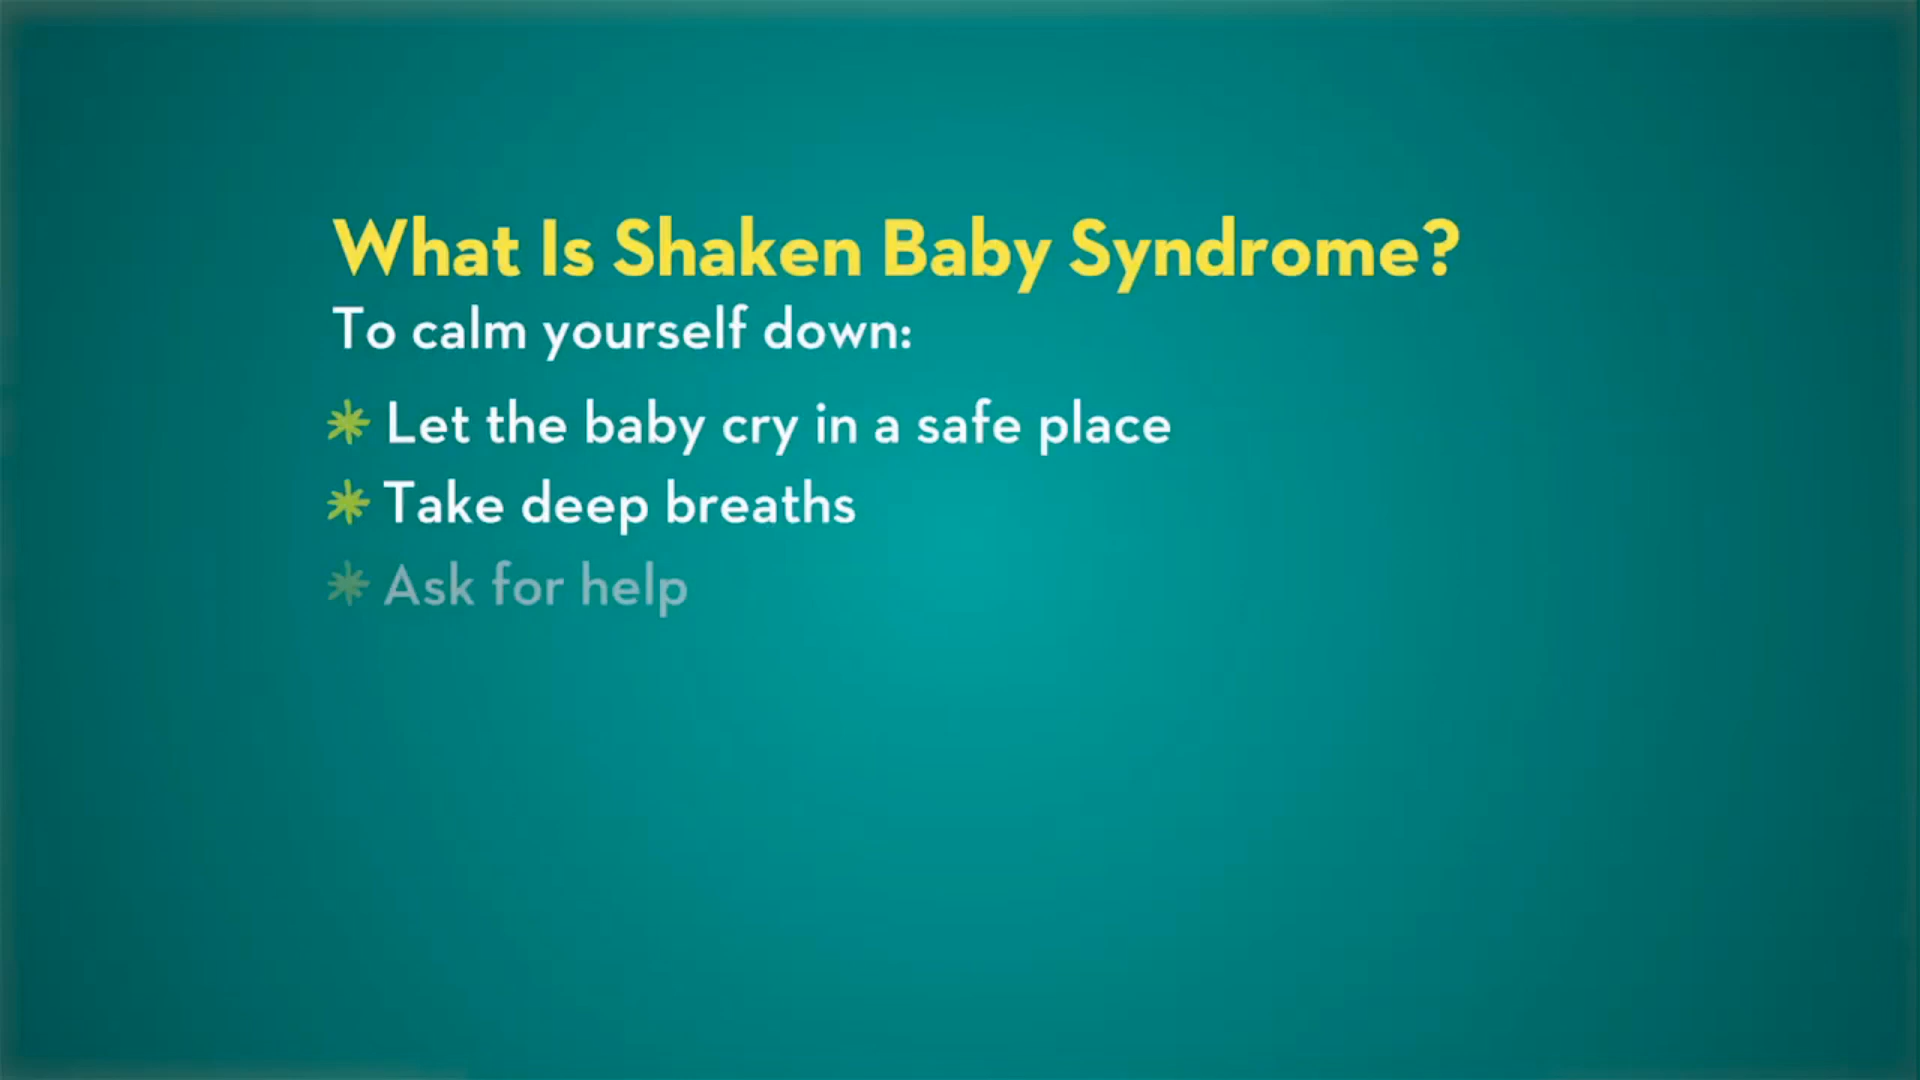 What Is Shaken Baby Syndrome?
To calm yourself down:
Let the baby cry in a safe place
Take deep breaths
Ask for help